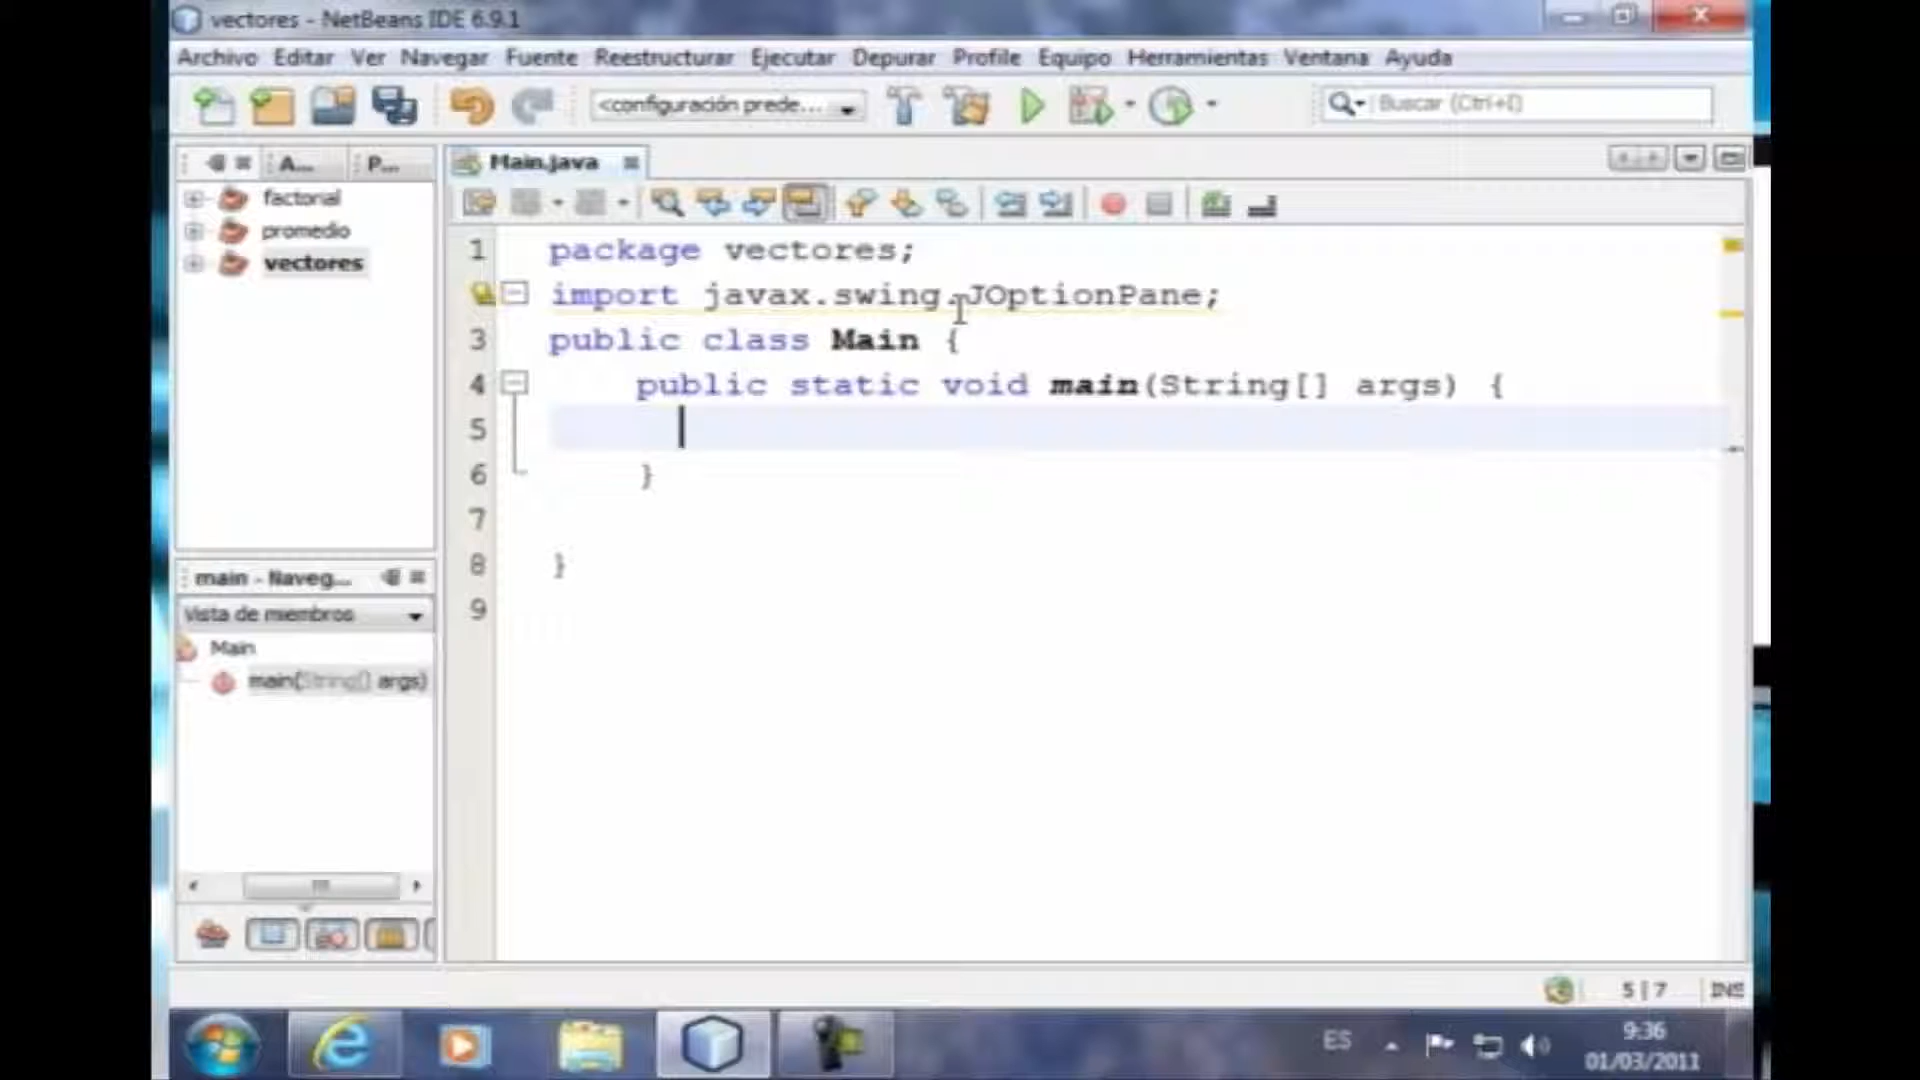 vectores - NetBeans IDE 6.9.1
Archivo Editar Ver Navegar Fuente Reestructurar Ejecutar Depurar Profile Equipo Herramientas Ventana Ayuda
<configuración prede...
Buscar (Ctrl+I)
A...
P...
Main.java
factorial
promedio
vectores
1 package vectores;
import javax.swing.JOptionPane;
3 public class Main {
4 public static void main(String[] args) {
5
6 }
7
8 }
9
main - Naveg...
Vista de miembros
Main
main(String[] args)
5|7 INS
ES
9:36
01/03/2011